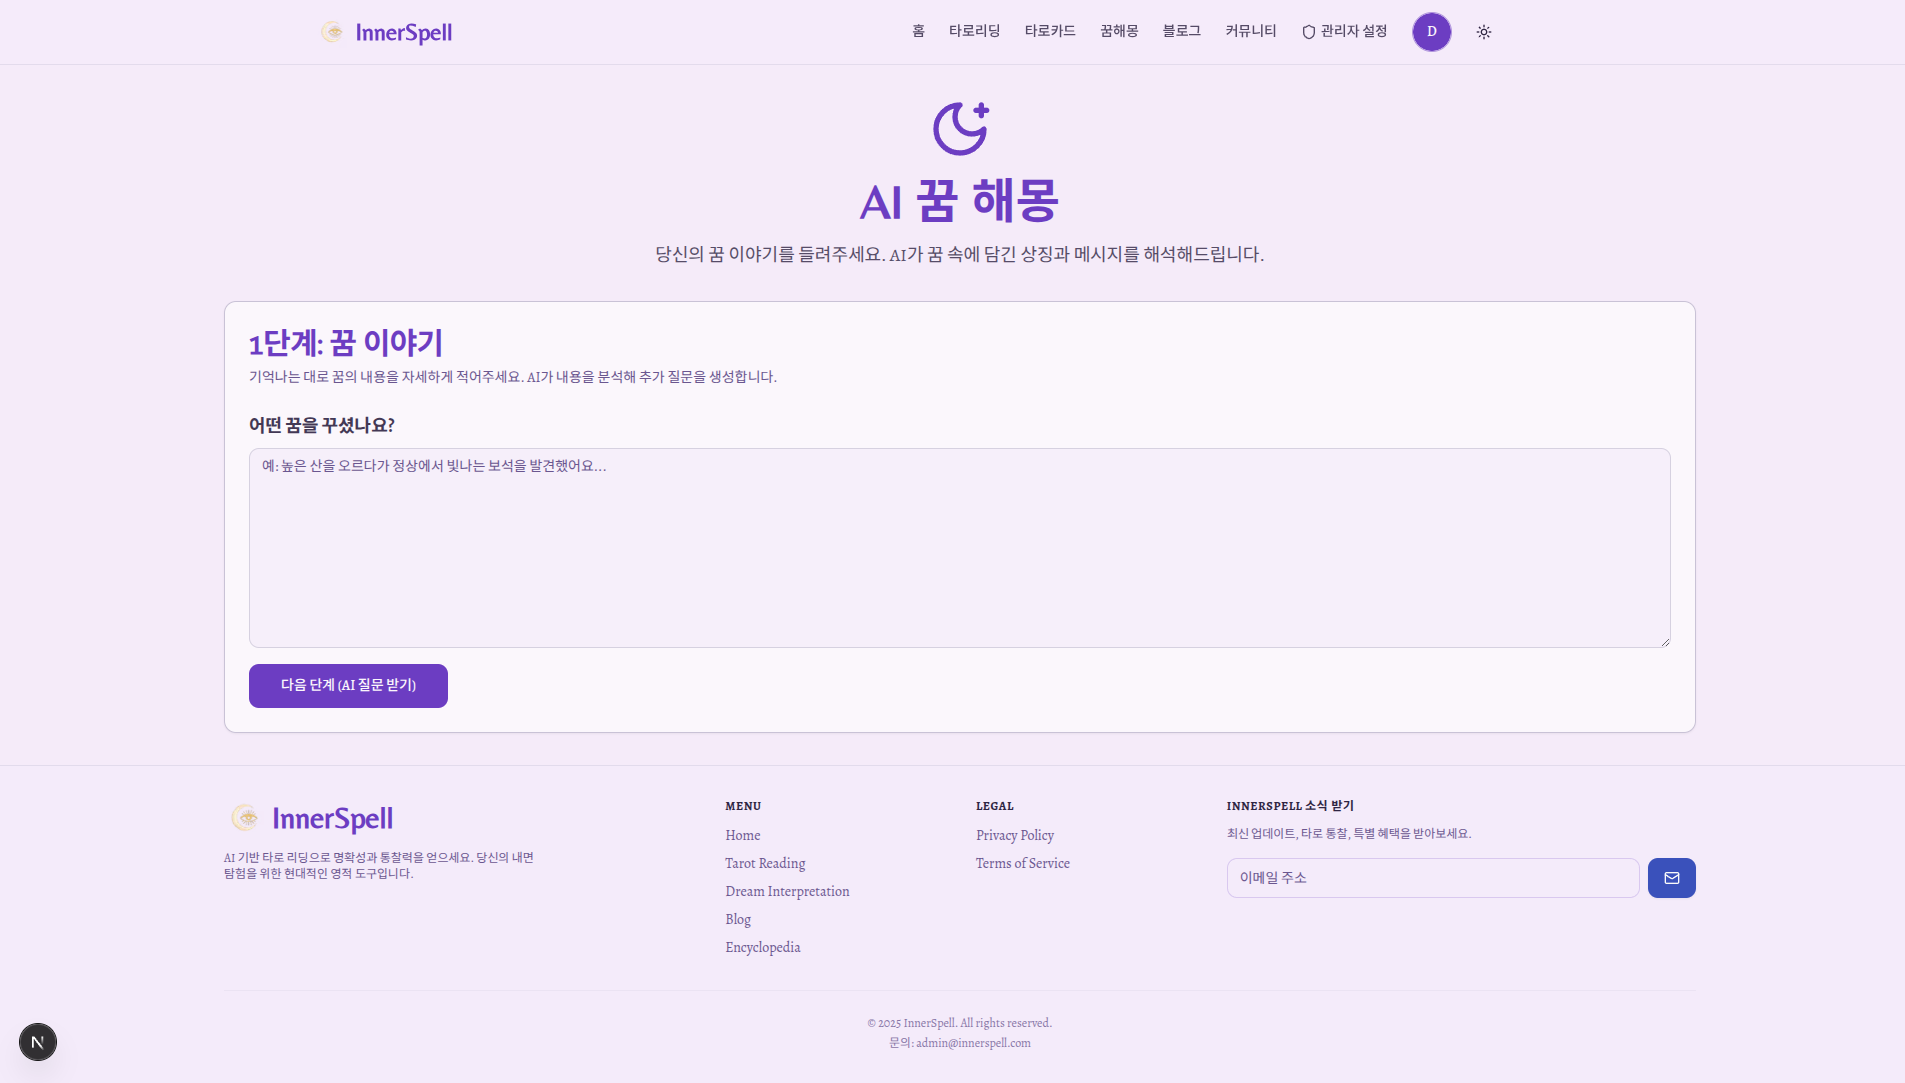 InnerSpell
홈
타로리딩
타로카드
꿈해몽
블로그
커뮤니티
관리자 설정
D
AI 꿈 해몽
당신의 꿈 이야기를 들려주세요. AI가 꿈 속에 담긴 상징과 메시지를 해석해드립니다.
1단계: 꿈 이야기
기억나는 대로 꿈의 내용을 자세하게 적어주세요. AI가 내용을 분석해 추가 질문을 생성합니다.
어떤 꿈을 꾸셨나요?
예: 높은 산을 오르다가 정상에서 빛나는 보석을 발견했어요...
다음 단계 (AI 질문 받기)
InnerSpell
AI 기반 타로 리딩으로 명확성과 통찰력을 얻으세요. 당신의 내면
탐험을 위한 현대적인 영적 도구입니다.
MENU
Home
Tarot Reading
Dream Interpretation
Blog
Encyclopedia
LEGAL
Privacy Policy
Terms of Service
INNERSPELL 소식 받기
최신 업데이트, 타로 통찰, 특별 혜택을 받아보세요.
이메일 주소
© 2025 InnerSpell. All rights reserved.
문의: admin@innerspell.com
N